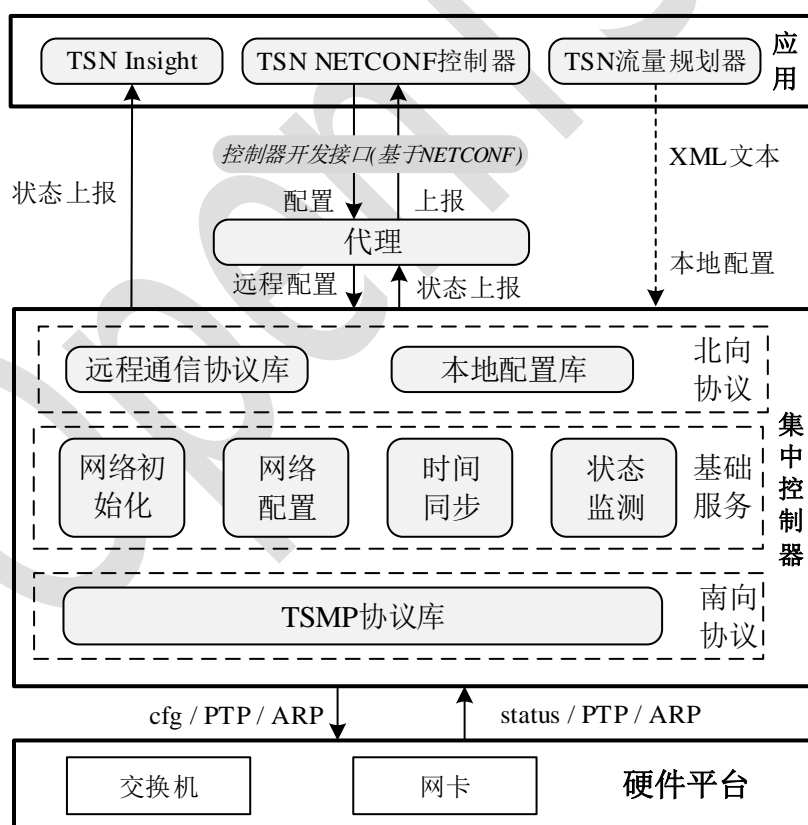 TSN Insight
TSN NETCONF控制器
TSN流量规划器
应用
控制器开发接口(基于NETCONF)
XML文本
状态上报
配置
上报
代理
本地配置
远程配置
状态上报
远程通信协议库
本地配置库
北向
协议
网络初
始化
网络
配置
时间
同步
状态
监测
基础
服务
集中控制器
TSMP协议库
南向
协议
cfg / PTP / ARP
status / PTP / ARP
交换机
网卡
硬件平台